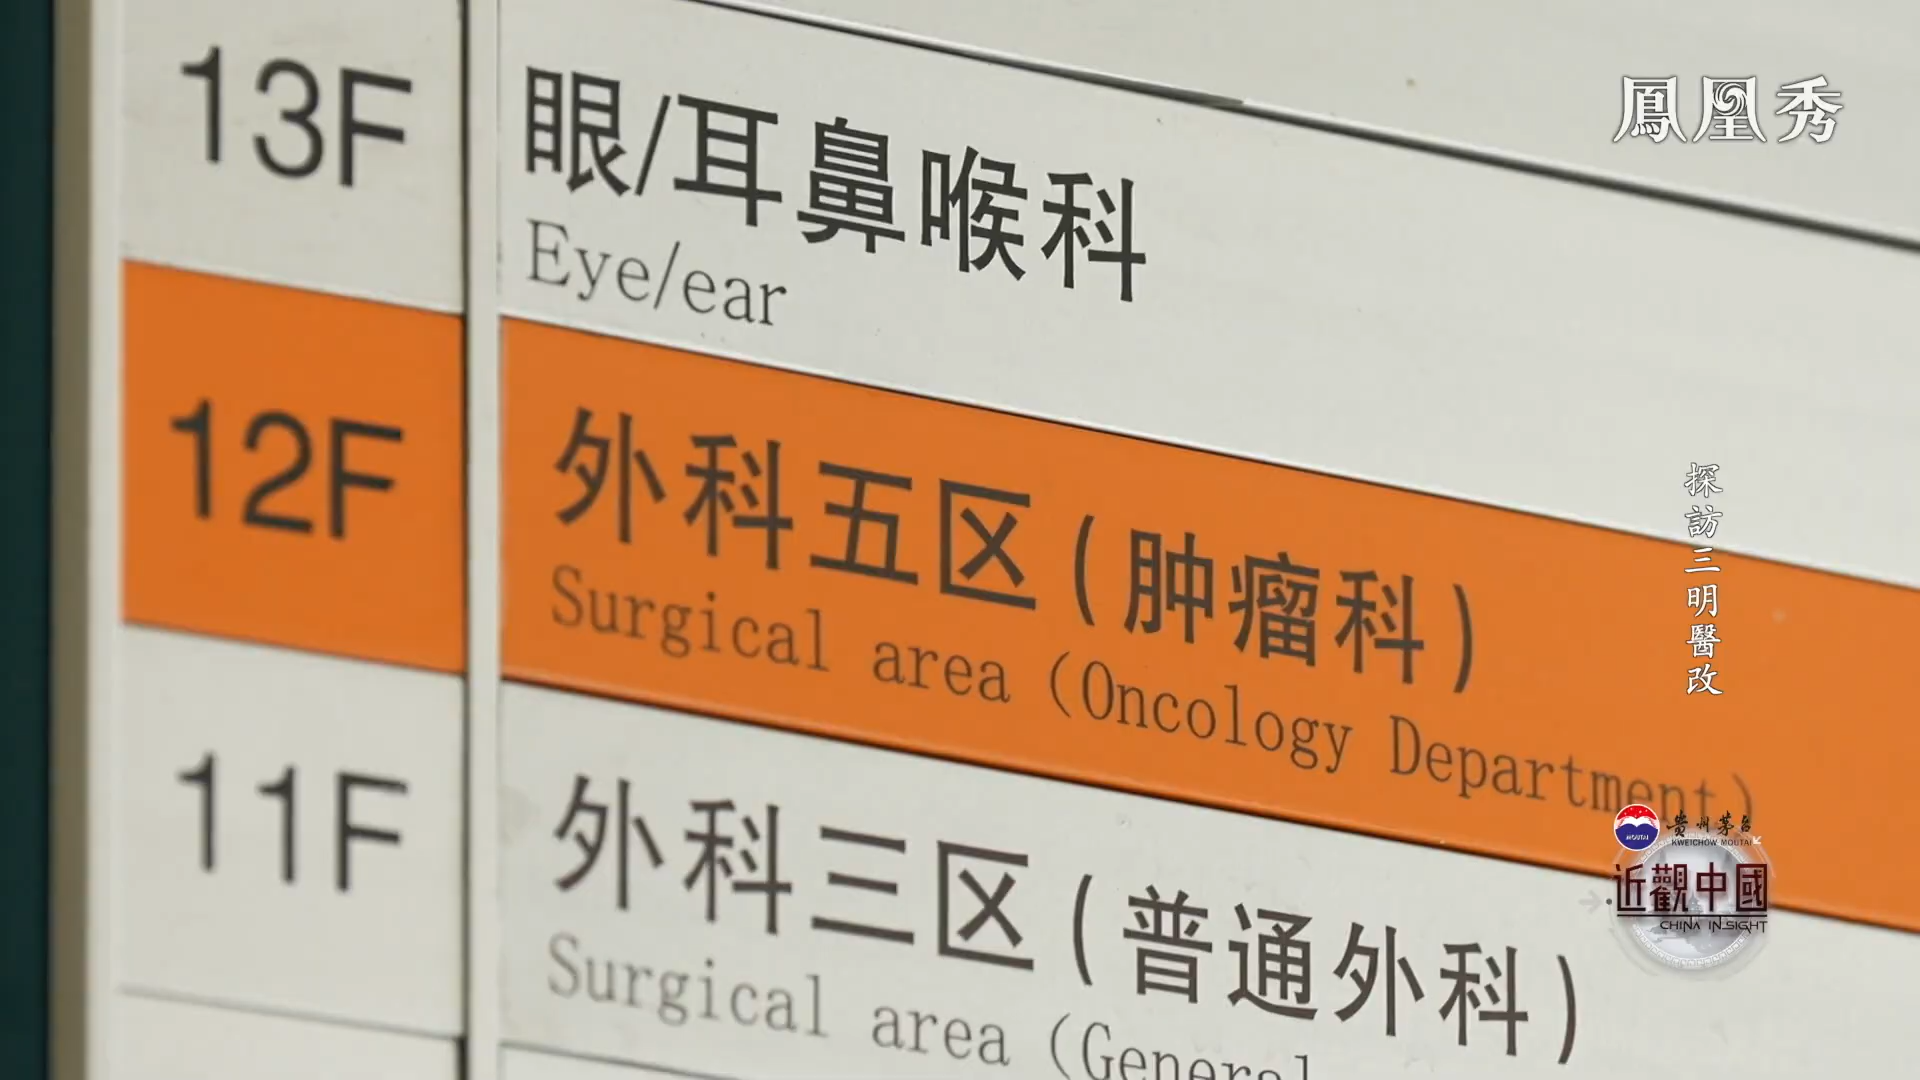 鳳凰秀
13F
眼/耳鼻喉科
Eye/ear
12F
外科五区(肿瘤科)
Surgical area (Oncology Department)
11F
外科三区(普通外科)
Surgical area (General
探訪三明醫改
MOUTAI
贵州茅台
KWEICHOW MOUTAI
近觀中國
CHINA INSIGHT